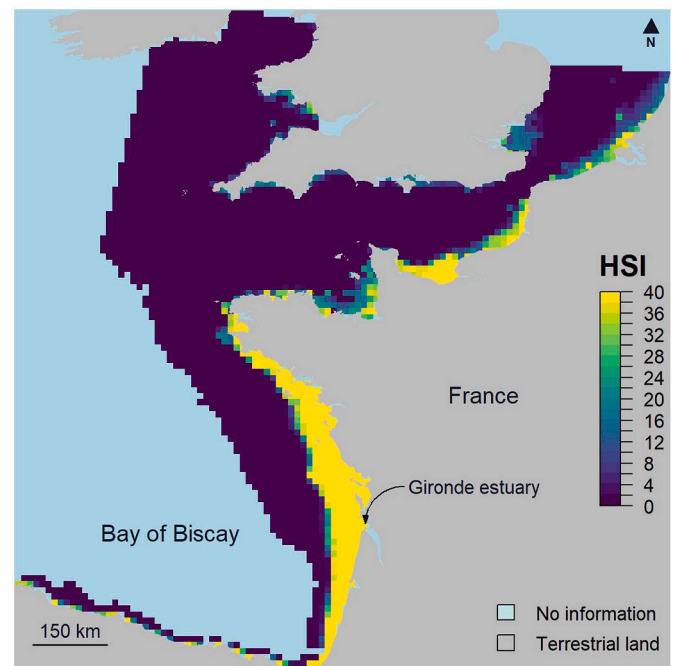 N
HSI
40
36
32
28
24
20
16
12
8
4
0
France
Gironde estuary
Bay of Biscay
No information
150 km
Terrestrial land